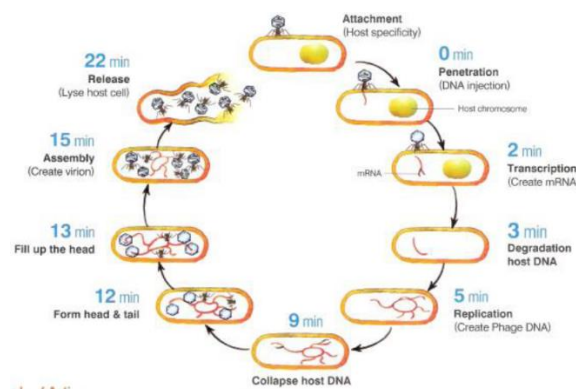 Attachment
(Host specificity)
0 min
Penetration
(DNA injection)
Host chromosome
2 min
Transcription
(Create mRNA
mRNA
3 min
Degradation
host DNA
5 min
Replication
(Create Phage DNA)
9 min
Collapse host DNA
12 min
Form head & tail
13 min
Fill up the head
15 min
Assembly
(Create virion)
22 min
Release
(Lyse host cell)